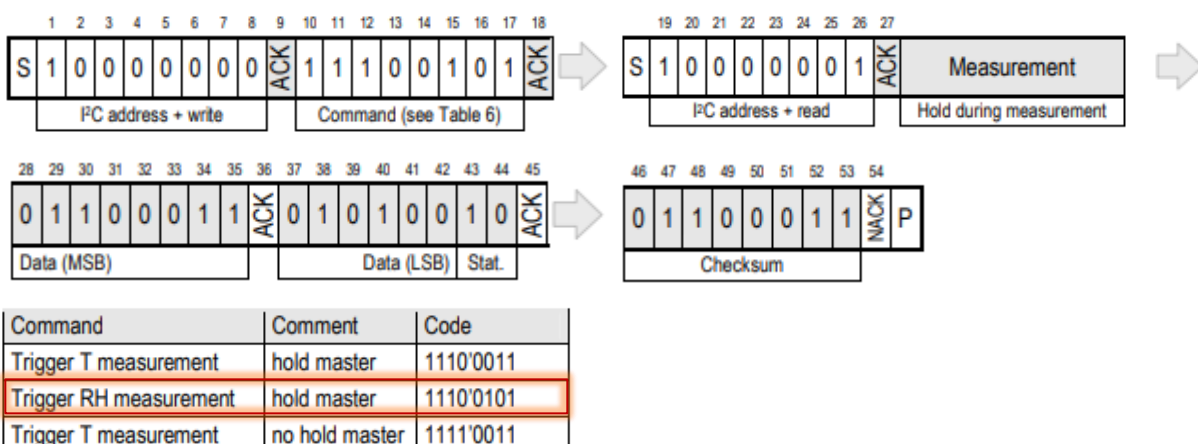 1 2 3 4 5 6 7 8 9 10 11 12 13 14 15 16 17 18
S 1 0 0 0 0 0 0 0 ACK 1 1 1 0 0 1 0 1 ACK
I²C address + write Command (see Table 6)
19 20 21 22 23 24 25 26 27
S 1 0 0 0 0 0 0 1 ACK Measurement
I²C address + read Hold during measurement
28 29 30 31 32 33 34 35 36 37 38 39 40 41 42 43 44 45
0 1 1 0 0 0 1 1 ACK 0 1 0 1 0 0 1 0 ACK
Data (MSB) Data (LSB) Stat.
46 47 48 49 50 51 52 53 54
0 1 1 0 0 0 1 1 NACK P
Checksum
Command Comment Code
Trigger T measurement hold master 1110'0011
Trigger RH measurement hold master 1110'0101
Trigger T measurement no hold master 1111'0011